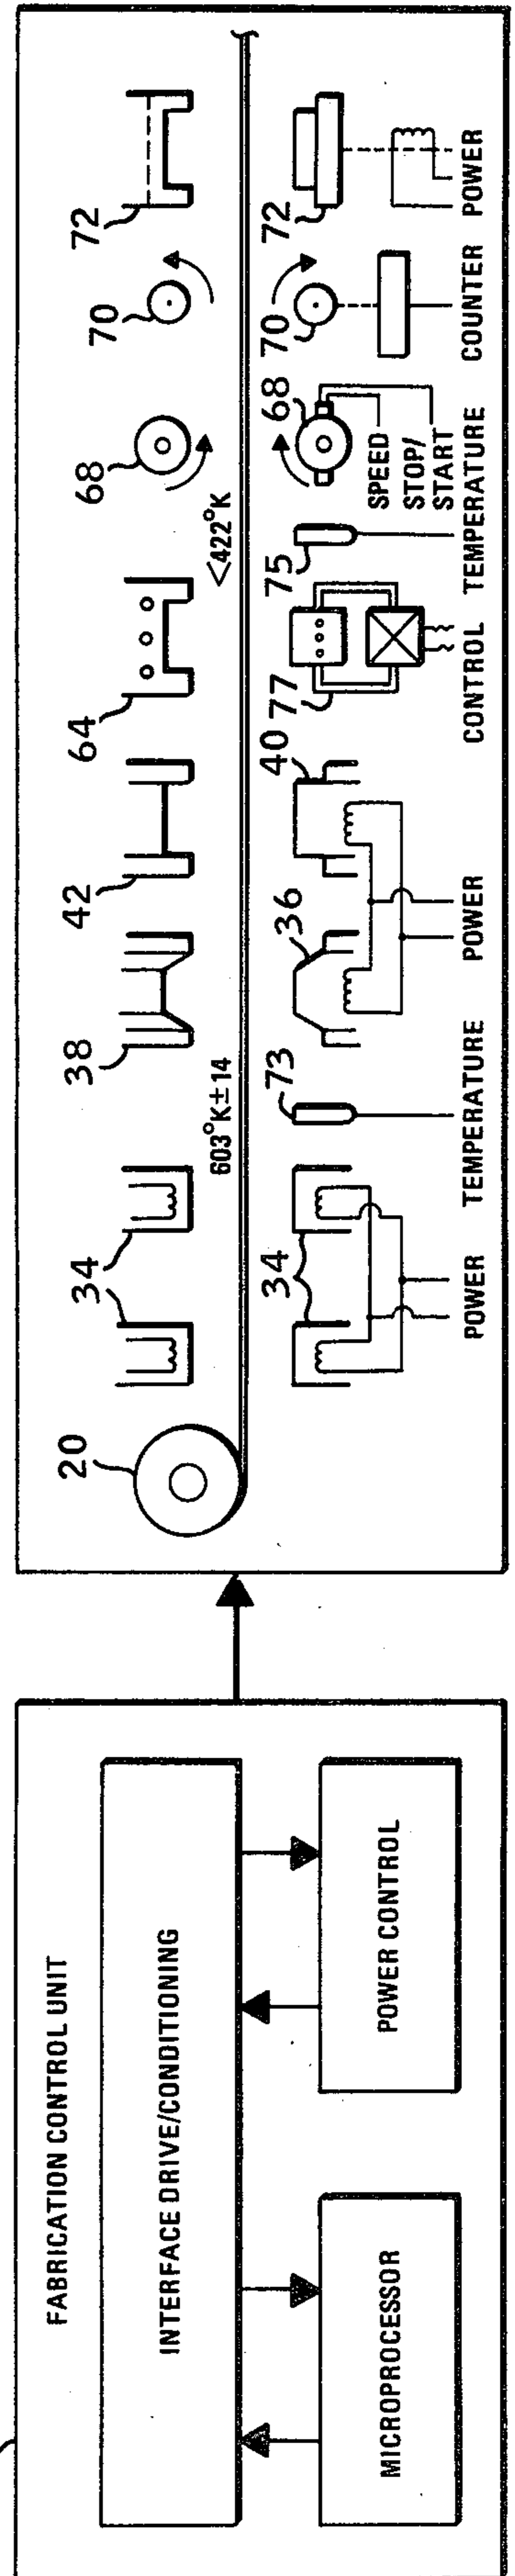 FABRICATION CONTROL UNIT
INTERFACE DRIVE/CONDITIONING
MICROPROCESSOR
POWER CONTROL
20
34
38
42
64
68
70
72
603°K±14
<422°K
34
73
36
40
77
75
68
70
72
SPEED
STOP/
START
POWER
TEMPERATURE
POWER
CONTROL
TEMPERATURE
COUNTER
POWER